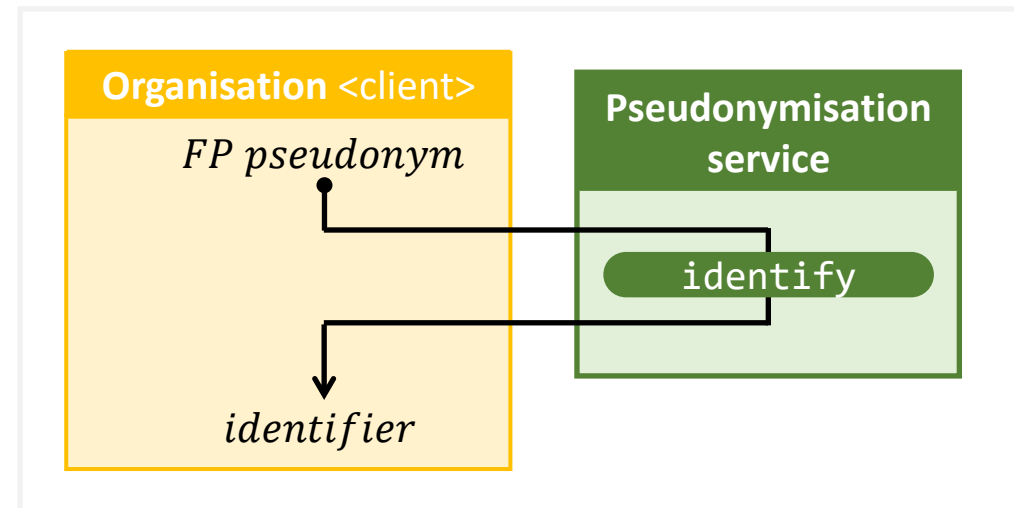 Organisation <client>
FP pseudonym
identifier
Pseudonymisation
service
identify